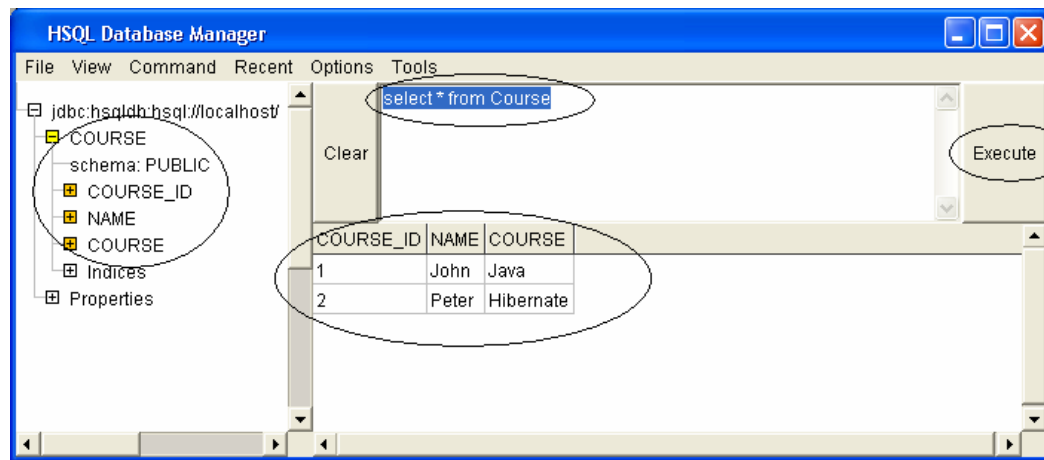 HSQL Database Manager
File View Command Recent Options Tools
jdbc:hsqldb:hsql://localhost/
COURSE
schema: PUBLIC
COURSE_ID
NAME
COURSE
Indices
Properties
Clear
select * from Course
Execute
COURSE_ID NAME COURSE
1 John Java
2 Peter Hibernate